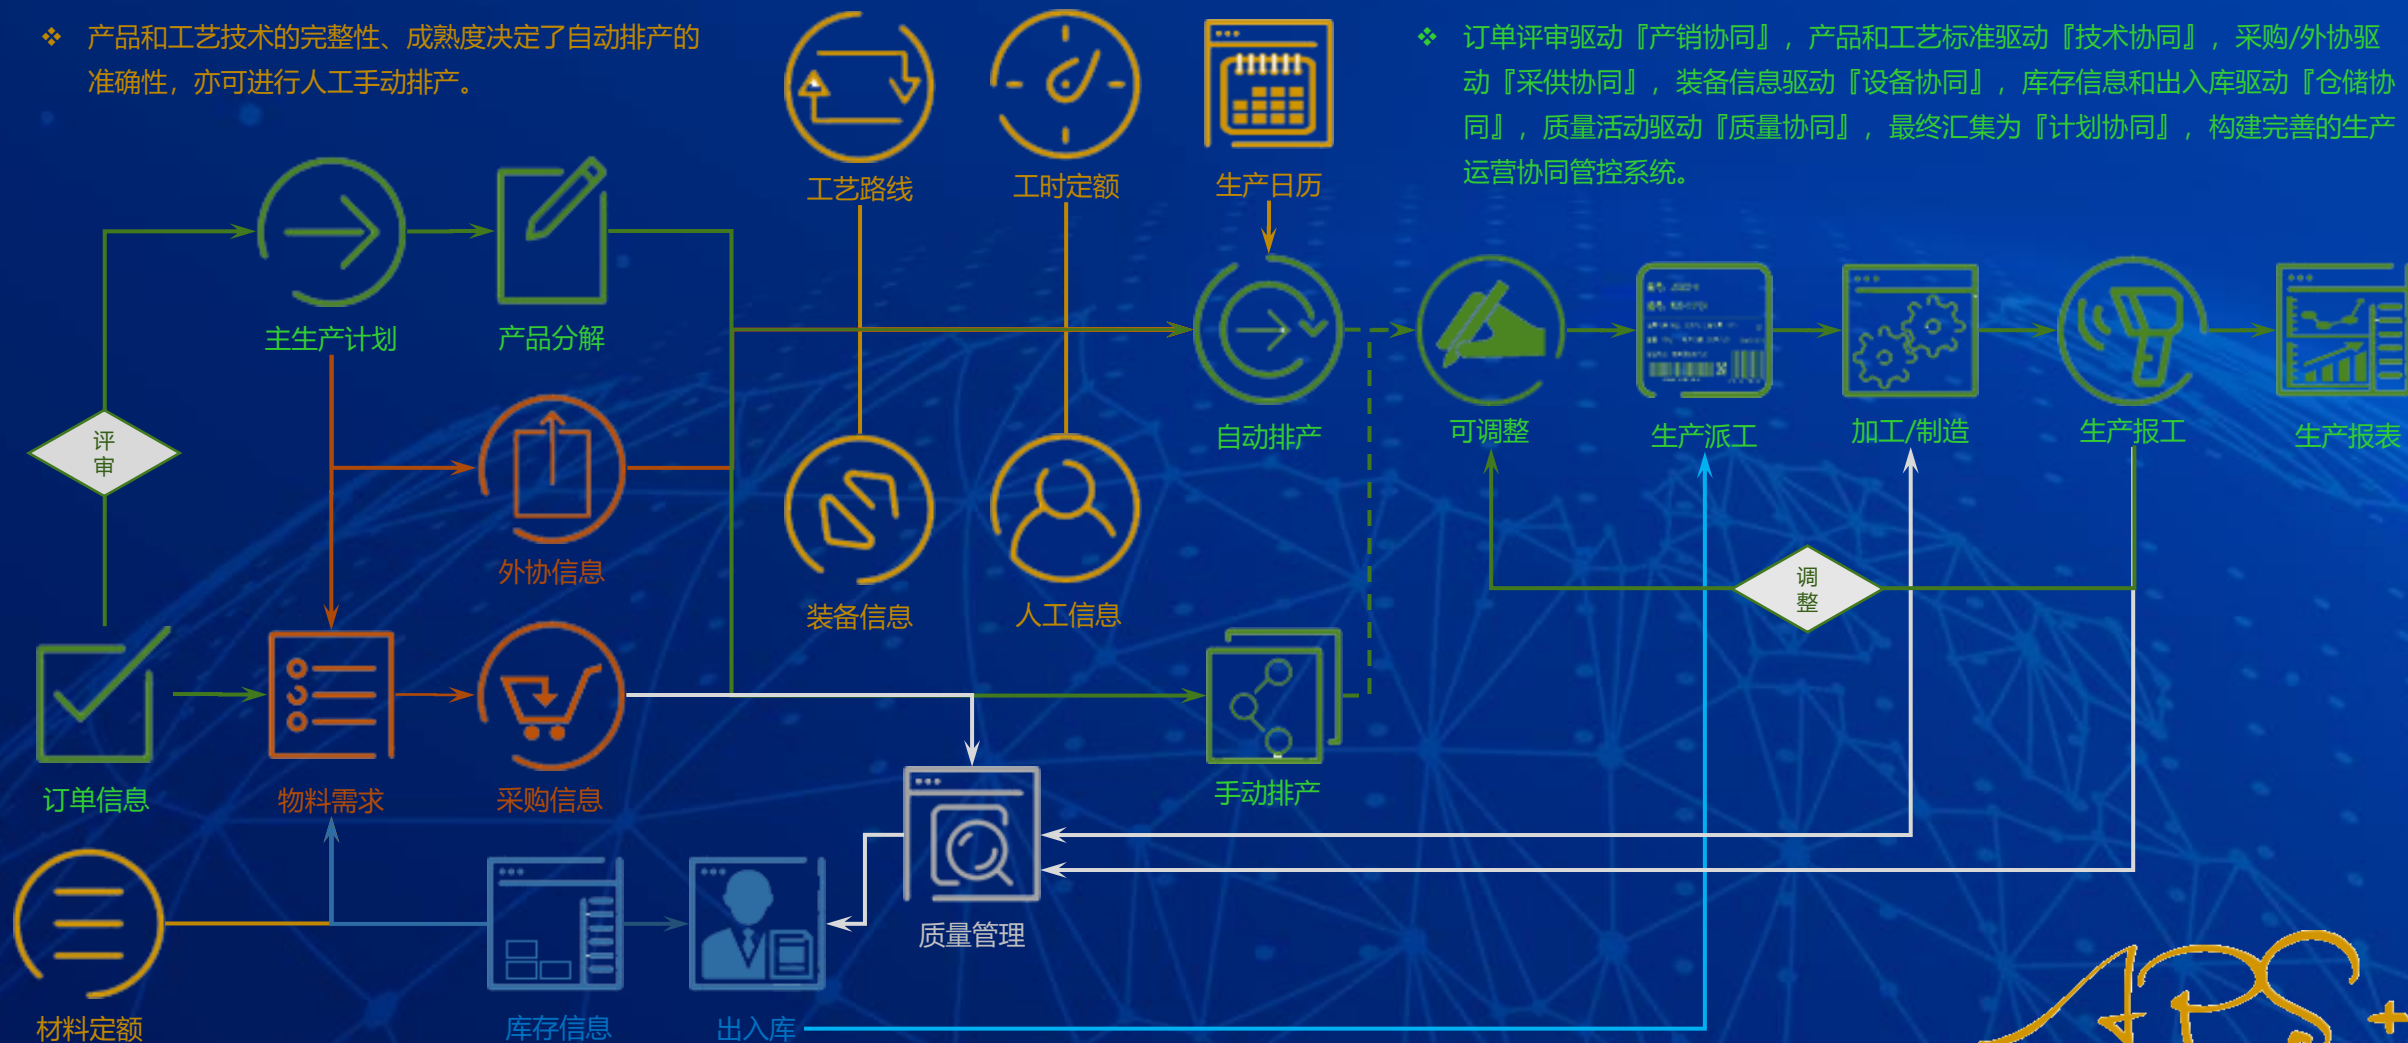 ❖ 产品和工艺技术的完整性、成熟度决定了自动排产的
准确性，亦可进行人工手动排产。
❖ 订单评审驱动『产销协同』，产品和工艺标准驱动『技术协同』，采购/外协驱
动『采供协同』，装备信息驱动『设备协同』，库存信息和出入库驱动『仓储协
同』，质量活动驱动『质量协同』，最终汇集为『计划协同』，构建完善的生产
运营协同管控系统。
工艺路线
工时定额
生产日历
主生产计划
产品分解
自动排产
可调整
生产派工
加工/制造
生产报工
生产报表
评
审
外协信息
装备信息
人工信息
调
整
订单信息
物料需求
采购信息
手动排产
质量管理
材料定额
库存信息
出入库
APS+